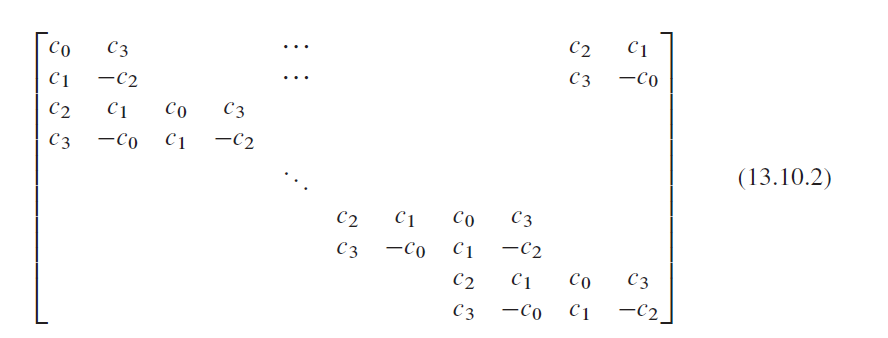 c₀ c₃ ⋯ c₂ c₁
c₁ −c₂ ⋯ c₃ −c₀
c₂ c₁ c₀ c₃
c₃ −c₀ c₁ −c₂
⋱ (13.10.2)
c₂ c₁ c₀ c₃
c₃ −c₀ c₁ −c₂
c₂ c₁ c₀ c₃
c₃ −c₀ c₁ −c₂